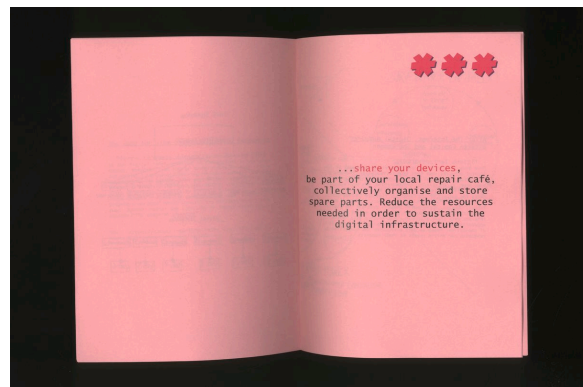 ***
...share your devices,
be part of your local repair café,
collectively organise and store
spare parts. Reduce the resources
needed in order to sustain the
digital infrastructure.